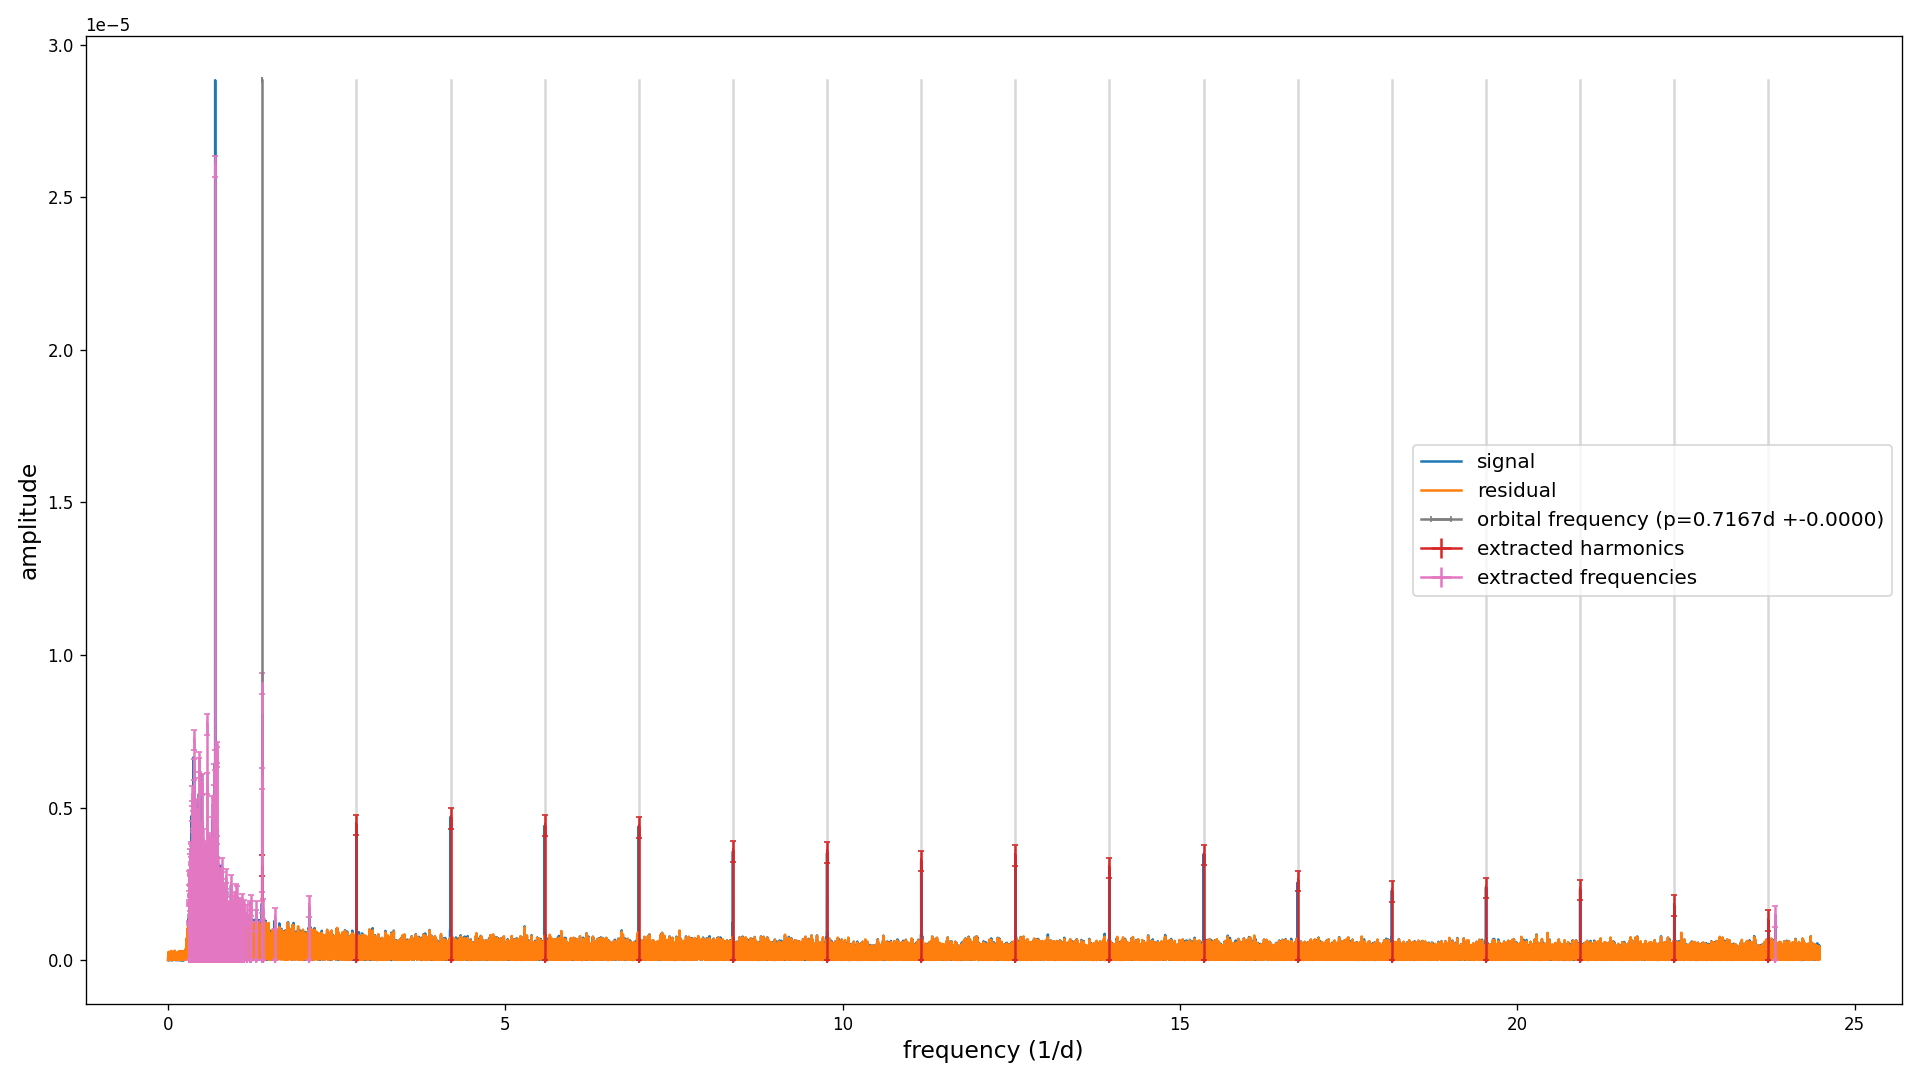 1e−5
3.0
2.5
2.0
1.5
1.0
0.5
0.0
amplitude
signal
residual
orbital frequency (p=0.7167d +-0.0000)
extracted harmonics
extracted frequencies
0 5 10 15 20 25
frequency (1/d)